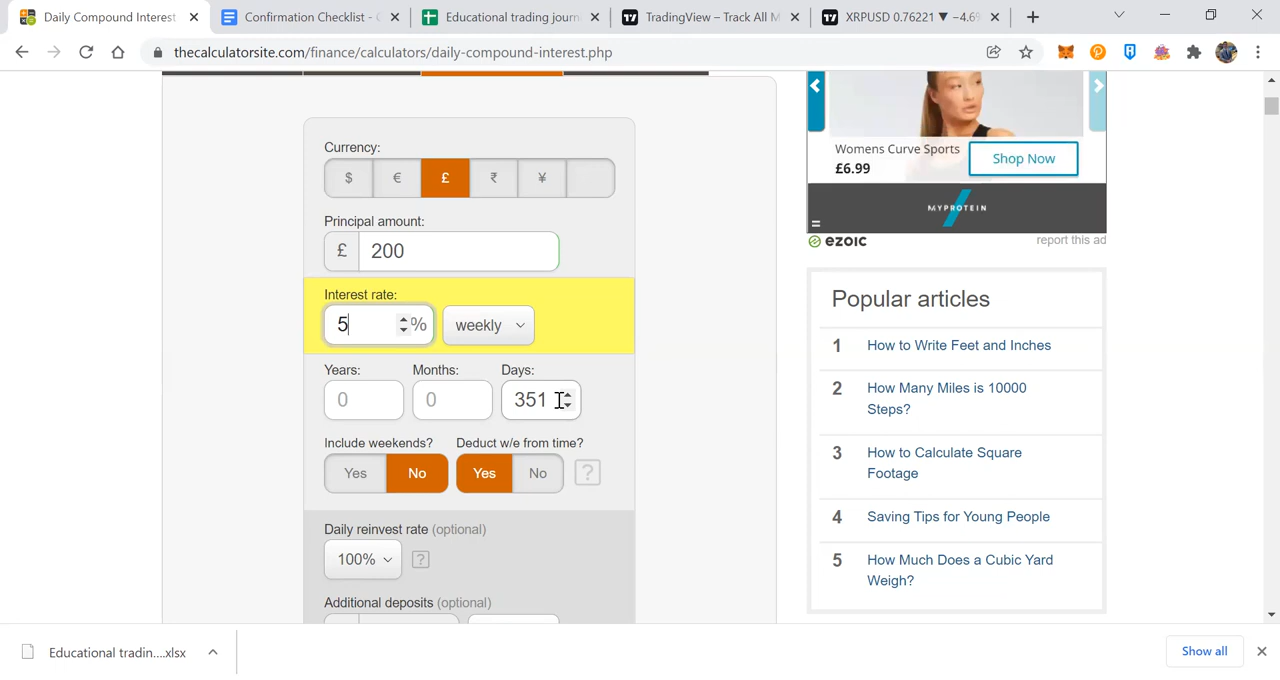 Daily Compound Interest
Confirmation Checklist - G
Educational trading journ
TradingView – Track All M
XRPUSD 0.76221 ▼ −4.69
thecalculatorsite.com/finance/calculators/daily-compound-interest.php
Currency:
$ € £ ₹ ¥
Principal amount:
£ 200
Interest rate:
5 % weekly
Years: Months: Days:
0 0 351
Include weekends? Deduct w/e from time?
Yes No Yes No ?
Daily reinvest rate (optional)
100% ?
Additional deposits (optional)
Womens Curve Sports
£6.99
Shop Now
MYPROTEIN
ezoic report this ad
Popular articles
1 How to Write Feet and Inches
2 How Many Miles is 10000
Steps?
3 How to Calculate Square
Footage
4 Saving Tips for Young People
5 How Much Does a Cubic Yard
Weigh?
Educational tradin....xlsx
Show all